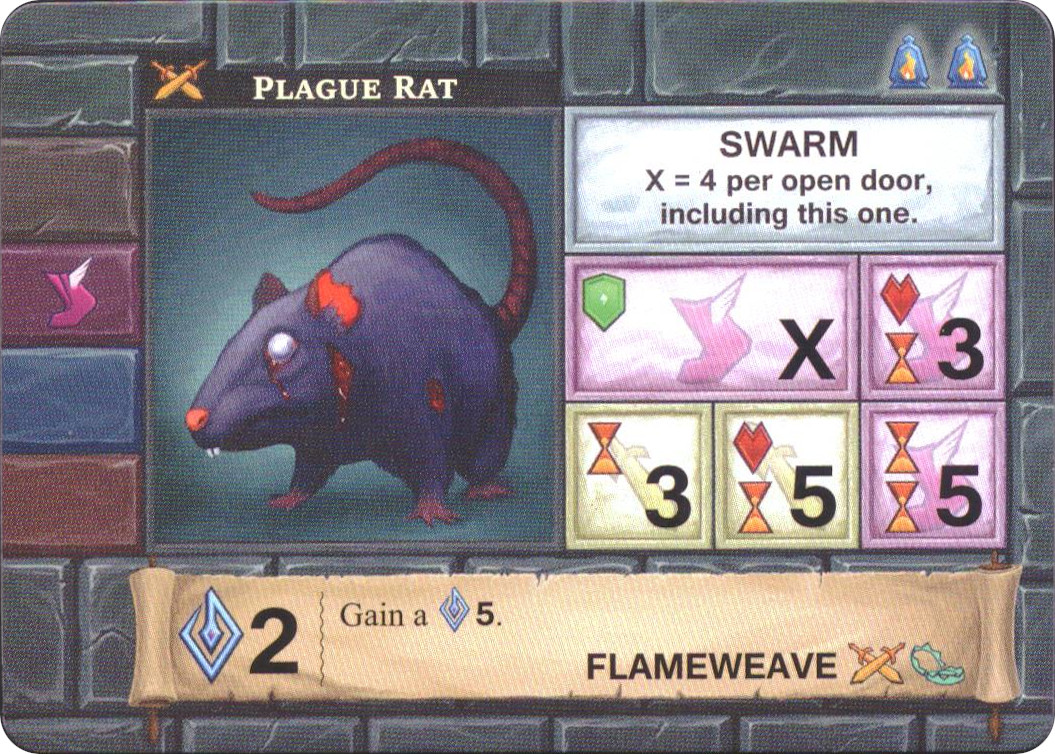 PLAGUE RAT
SWARM
X = 4 per open door,
including this one.
X
3
3
5
5
2
Gain a 5.
FLAMEWEAVE